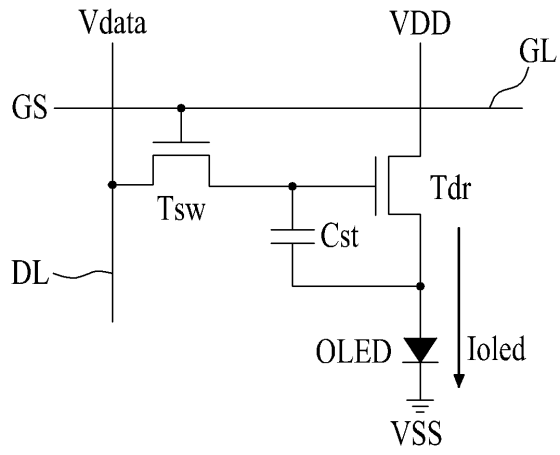 Vdata
VDD
GL
GS
Tdr
Tsw
Cst
DL
OLED
Ioled
VSS